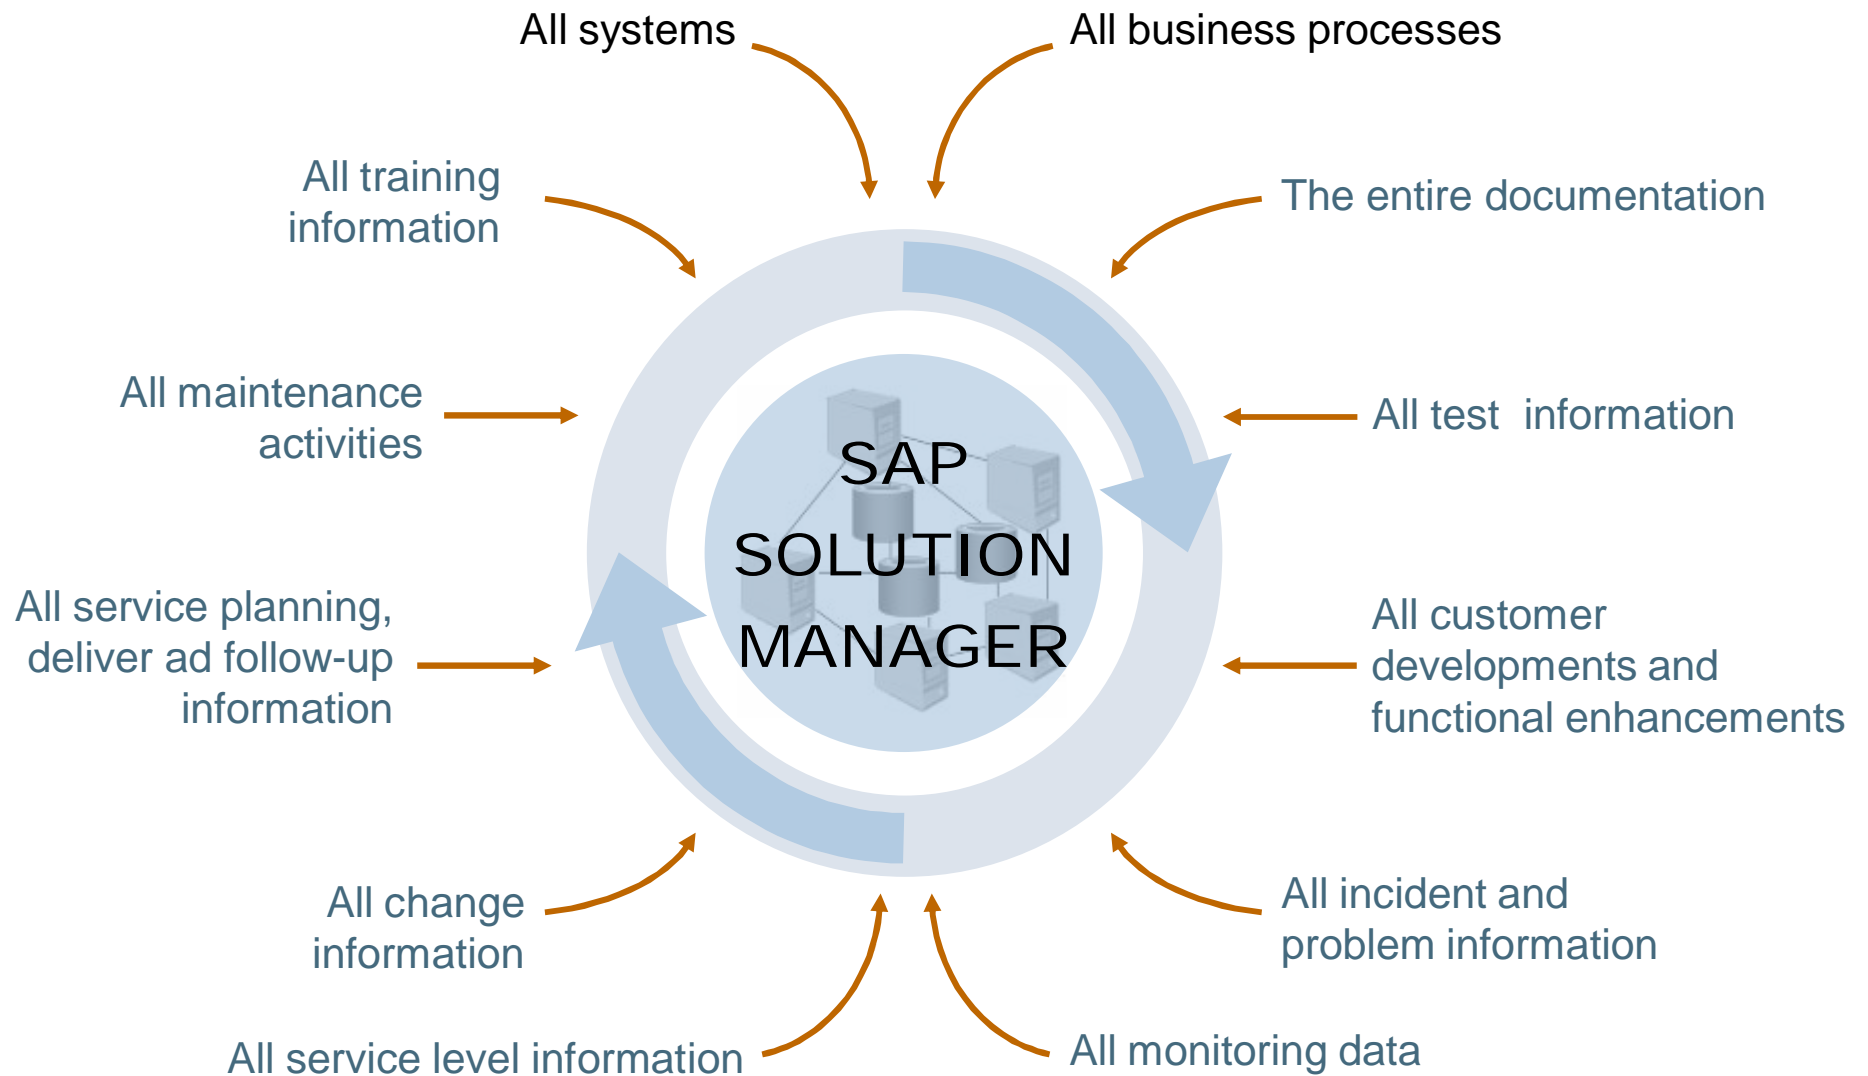 All systems
All business processes
All training
information
The entire documentation
All maintenance
activities
All test  information
SAP
SOLUTION
MANAGER
All service planning,
deliver ad follow-up
information
All customer
developments and
functional enhancements
All change
information
All incident and
problem information
All service level information
All monitoring data